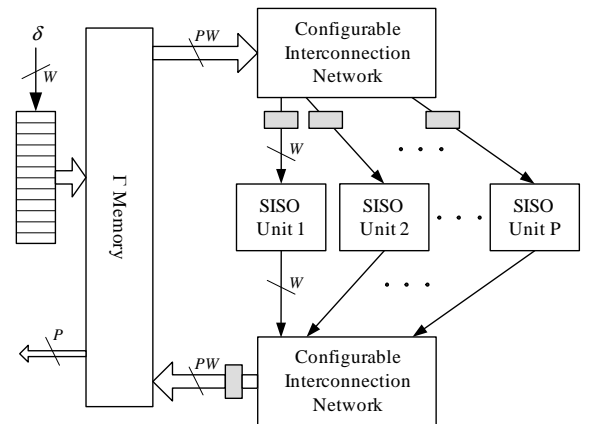 δ
W
Γ Memory
PW
Configurable
Interconnection
Network
W
. . .
SISO
Unit 1
SISO
Unit 2
. . .
SISO
Unit P
W
. . .
P
PW
Configurable
Interconnection
Network